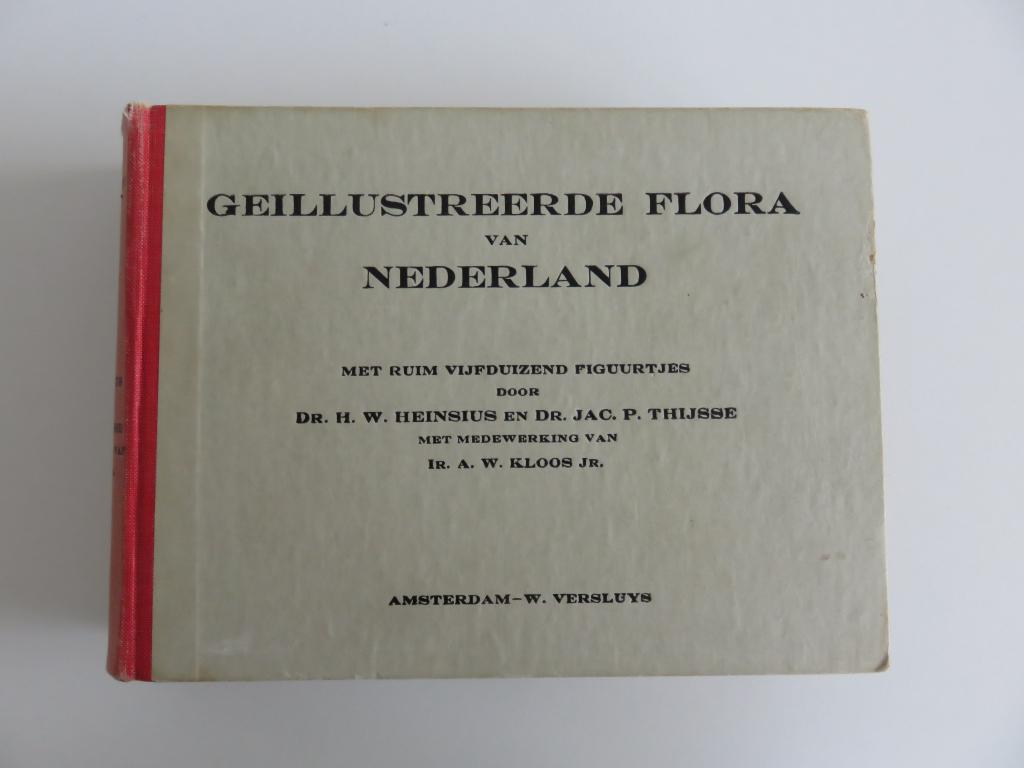 GEILLUSTREERDE FLORA
VAN
NEDERLAND
MET RUIM VIJFDUIZEND FIGUURTJES
DOOR
DR. H. W. HEINSIUS EN DR. JAC. P. THIJSSE
MET MEDEWERKING VAN
IR. A. W. KLOOS JR.
AMSTERDAM–W. VERSLUYS